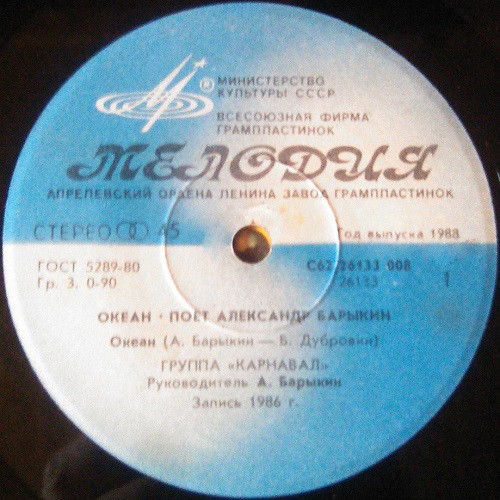 ® МИНИСТЕРСТВО
КУЛЬТУРЫ СССР
ВСЕСОЮЗНАЯ ФИРМА
ГРАМПЛАСТИНОК
МЕЛОДИЯ
АПРЕЛЕВСКИЙ ОРДЕНА ЛЕНИНА ЗАВОД ГРАМПЛАСТИНОК
СТЕРЕО 45 Год выпуска 1988
ГОСТ 5289-80 С62 26133 008
Гр. 3. 0-90 26133 1
ОКЕАН • ПОЕТ АЛЕКСАНДР БАРЫКИН
Океан (А. Барыкин — Б. Дубровин)
ГРУППА «КАРНАВАЛ»
Руководитель А. Барыкин
Запись 1986 г.